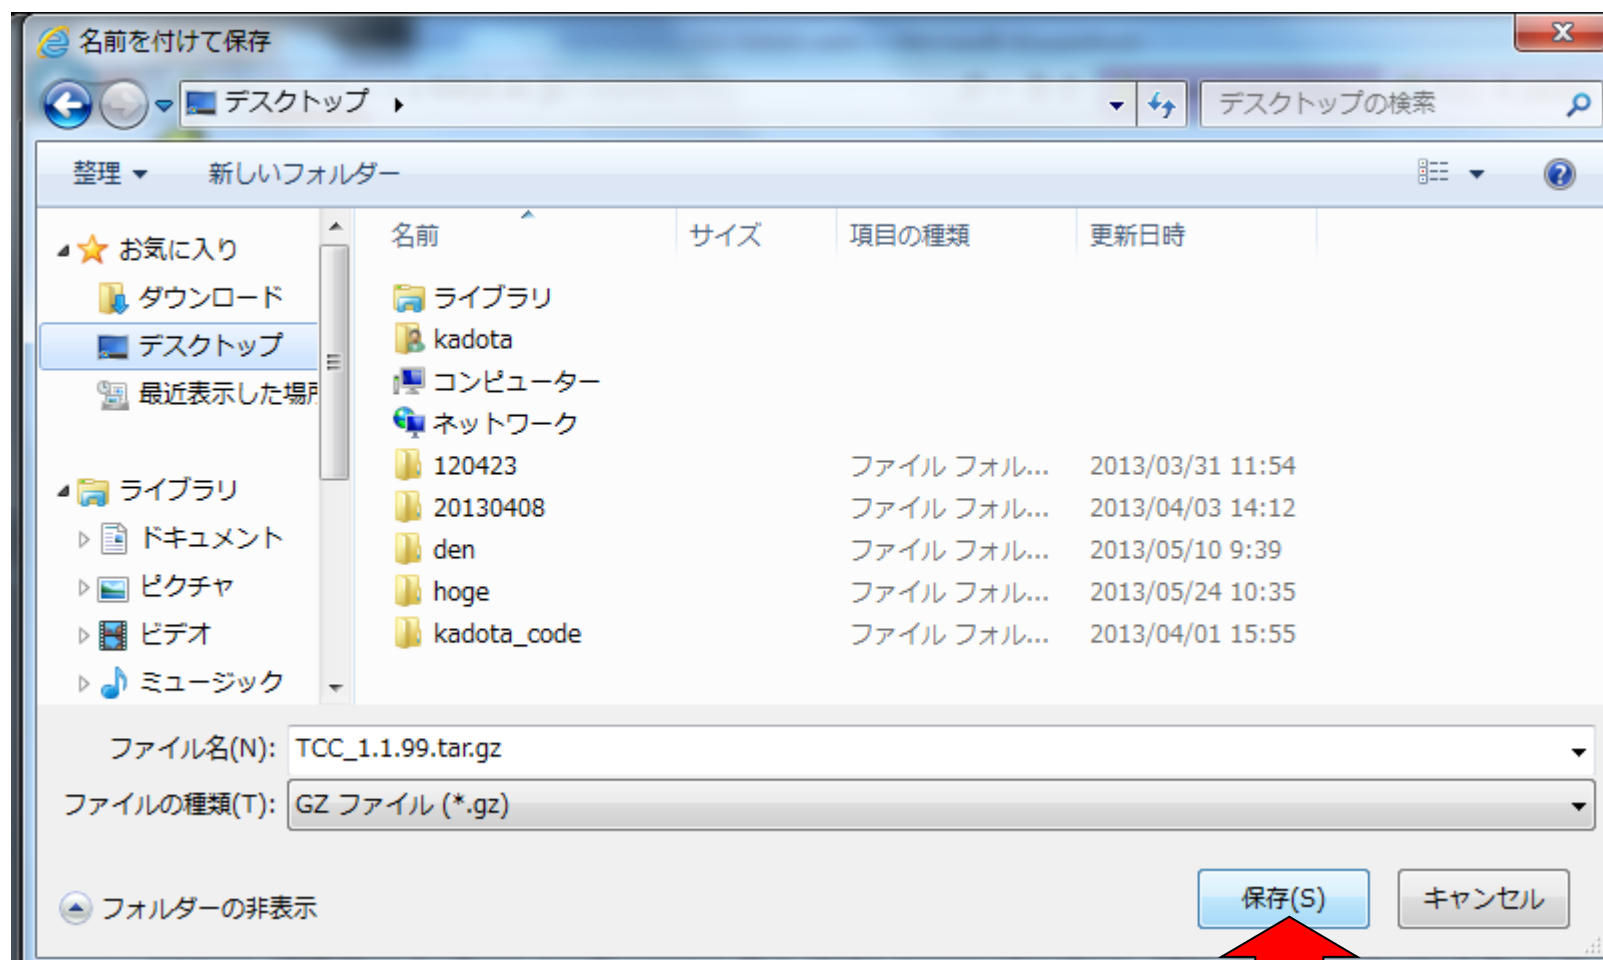 名前を付けて保存
デスクトップ
デスクトップの検索
整理
新しいフォルダー
名前 サイズ 項目の種類 更新日時
お気に入り
ダウンロード
デスクトップ
最近表示した場
ライブラリ
ドキュメント
ピクチャ
ビデオ
ミュージック
ライブラリ
kadota
コンピューター
ネットワーク
120423 ファイル フォル... 2013/03/31 11:54
20130408 ファイル フォル... 2013/04/03 14:12
den ファイル フォル... 2013/05/10 9:39
hoge ファイル フォル... 2013/05/24 10:35
kadota_code ファイル フォル... 2013/04/01 15:55
ファイル名(N): TCC_1.1.99.tar.gz
ファイルの種類(T): GZ ファイル (*.gz)
フォルダーの非表示
保存(S)
キャンセル